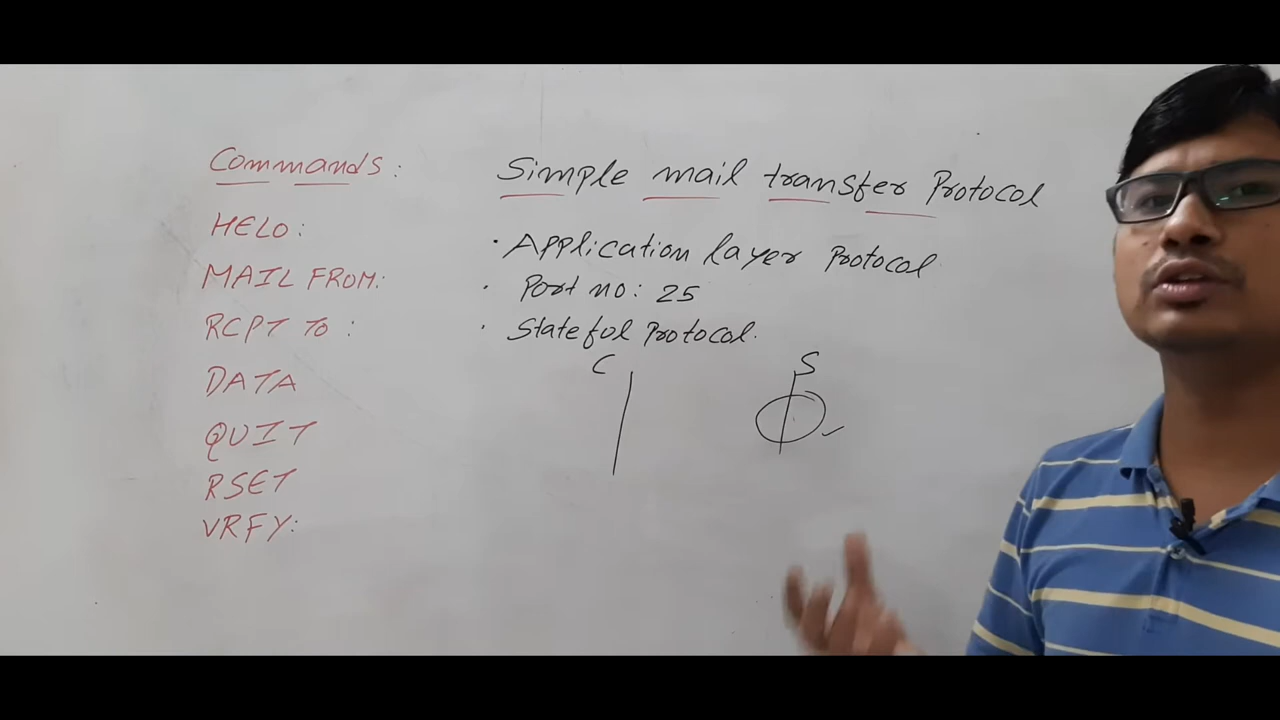 Commands:
HELO:
MAIL FROM:
RCPT TO:
DATA
QUIT
RSET
VRFY:
Simple mail transfer Protocol
· Application layer Protocol
· Port no: 25
· Stateful Protocol.
C S